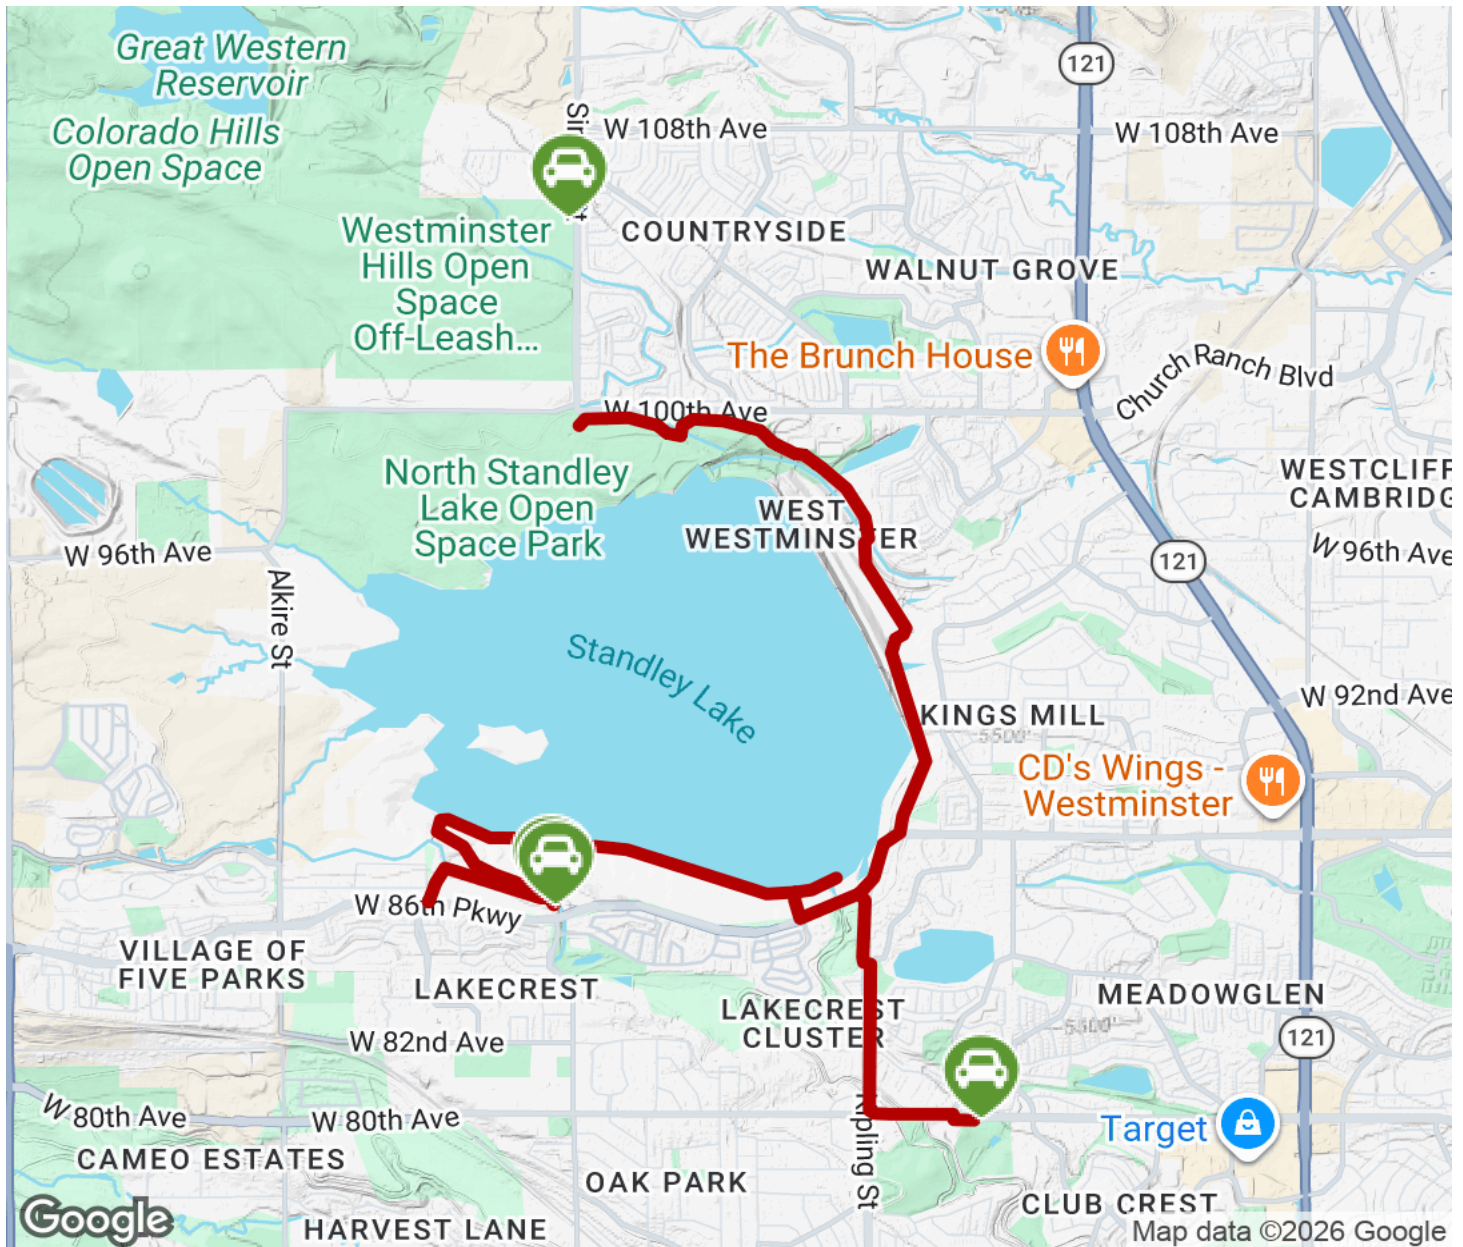 Great Western
Reservoir
121
Colorado Hills
Open Space
W 108th Ave
W 108th Ave
Westminster
Hills Open
Space
Off-Leash...
COUNTRYSIDE
WALNUT GROVE
The Brunch House
Church Ranch Blvd
W 100th Ave
North Standley
Lake Open
Space Park
WEST
WESTMINSTER
WESTCLIFF
CAMBRIDG
W 96th Ave
W 96th Ave
121
Alkire St
Standley Lake
W 92nd Ave
KINGS MILL
5500'
CD's Wings -
Westminster
W 86th Pkwy
VILLAGE OF
FIVE PARKS
LAKECREST
LAKECREST
CLUSTER
MEADOWGLEN
5500'
121
W 82nd Ave
W 80th Ave
W 80th Ave
Kipling St
Target
CAMEO ESTATES
OAK PARK
CLUB CREST
Google
HARVEST LANE
Map data ©2026 Google